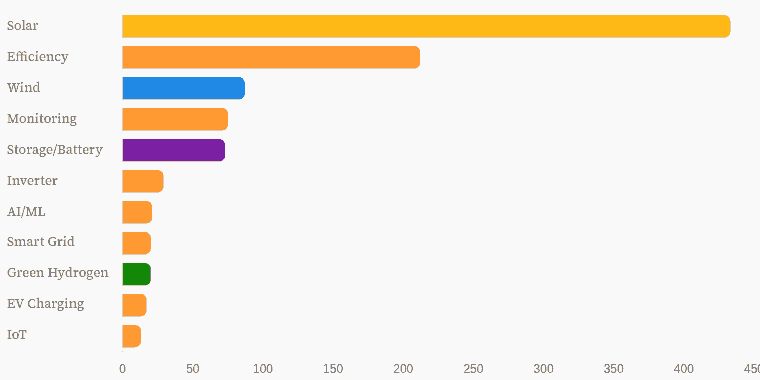 Solar
Efficiency
Wind
Monitoring
Storage/Battery
Inverter
AI/ML
Smart Grid
Green Hydrogen
EV Charging
IoT
0 50 100 150 200 250 300 350 400 450